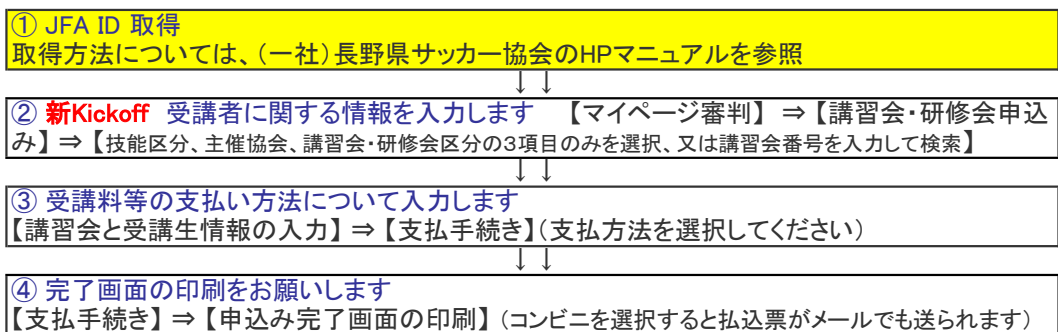 ① JFA ID 取得
取得方法については、（一社）長野県サッカー協会のHPマニュアルを参照
↓ ↓
② 新Kickoff 受講者に関する情報を入力します 【マイページ審判】 ⇒【講習会・研修会申込
み】⇒【技能区分、主催協会、講習会・研修会区分の３項目のみを選択、又は講習会番号を入力して検索】
↓ ↓
③ 受講料等の支払い方法について入力します
【講習会と受講生情報の入力】⇒【支払手続き】（支払方法を選択してください）
↓ ↓
④ 完了画面の印刷をお願いします
【支払手続き】⇒【申込み完了画面の印刷】（コンビニを選択すると払込票がメールでも送られます）